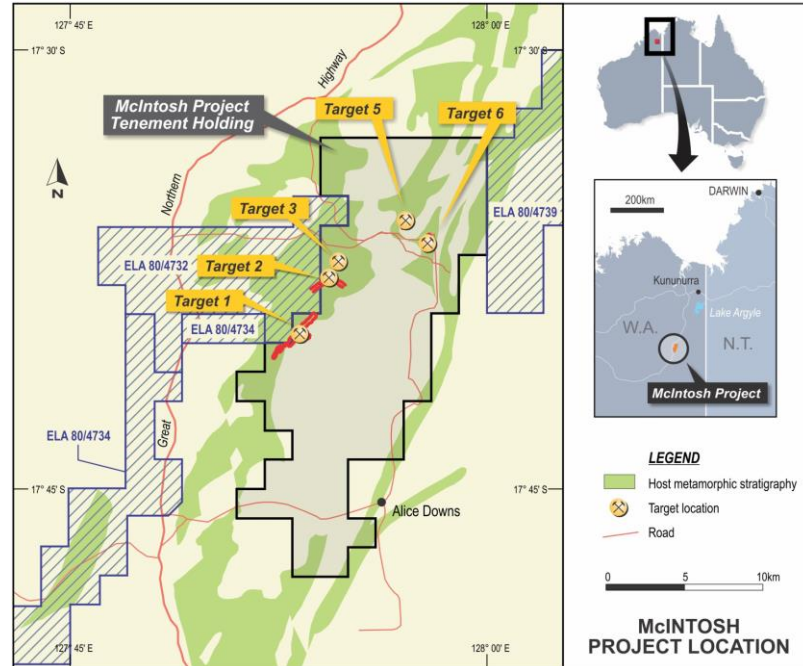 127° 45' E
128° 00' E
17° 30' S
Highway
McIntosh Project
Tenement Holding
Target 5
Target 6
N
Northern
Target 3
ELA 80/4739
ELA 80/4732
Target 2
Target 1
ELA 80/4734
ELA 80/4734
Great
17° 45' S
17° 45' S
Alice Downs
127° 45' E
128° 00' E
200km
DARWIN
Kununurra
Lake Argyle
W.A.
N.T.
McIntosh Project
LEGEND
Host metamorphic stratigraphy
Target location
Road
0 5 10km
McINTOSH
PROJECT LOCATION